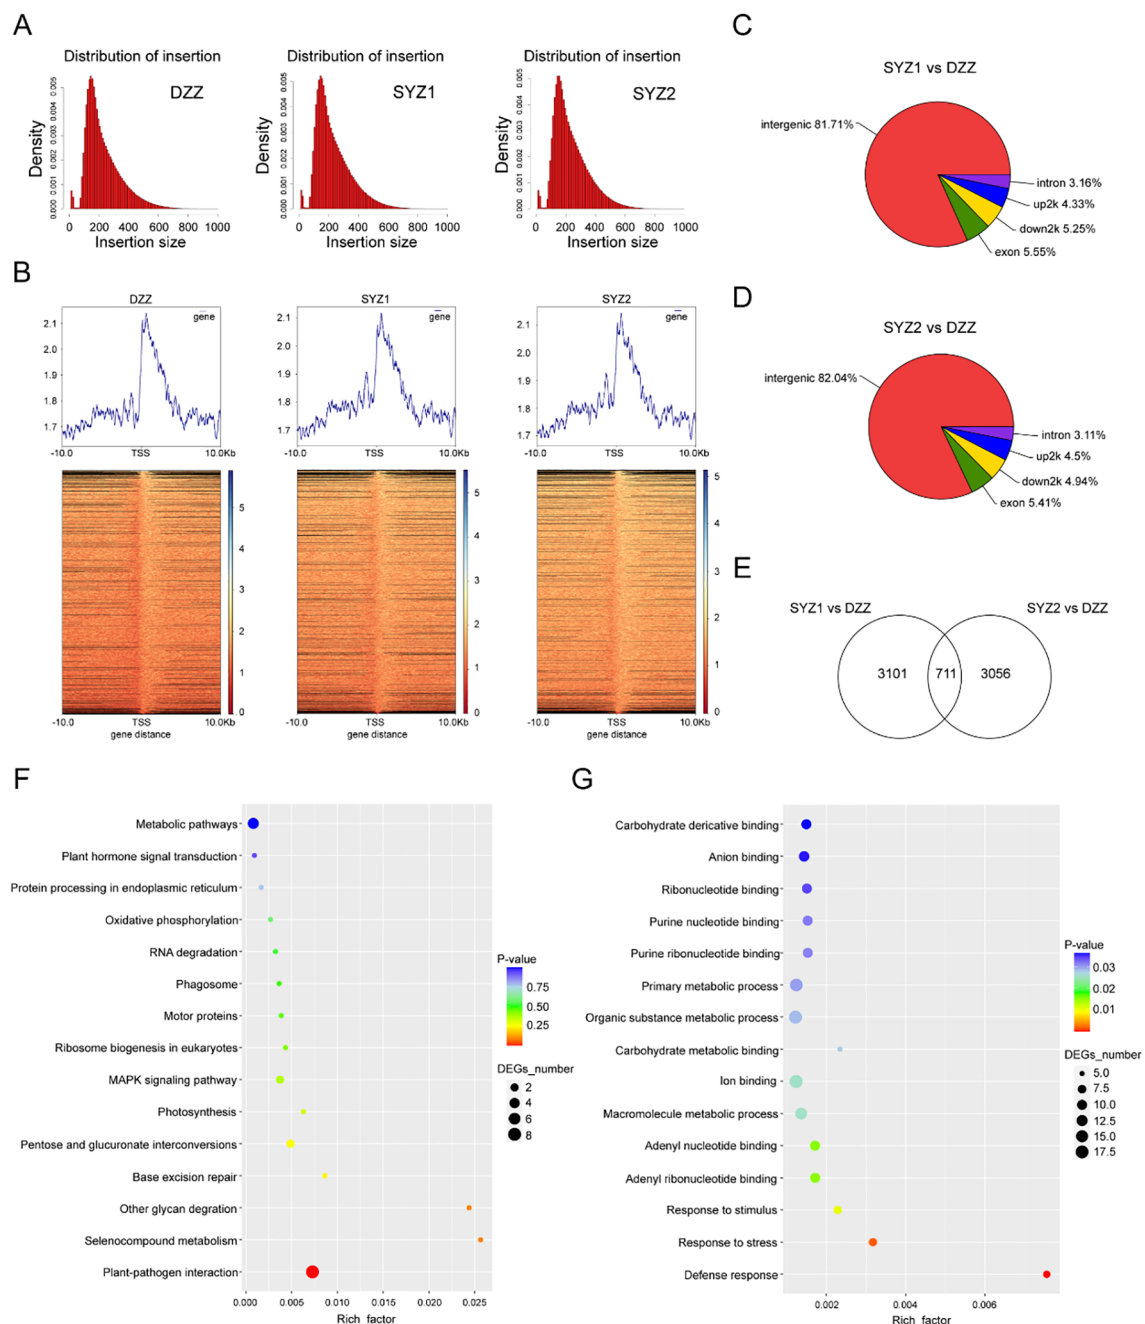 A
Distribution of insertion
DZZ
Density
0.000 0.001 0.002 0.003 0.004 0.005
0 200 400 600 800 1000
Insertion size
Distribution of insertion
SYZ1
Density
0.000 0.001 0.002 0.003 0.004 0.005
0 200 400 600 800 1000
Insertion size
Distribution of insertion
SYZ2
Density
0.000 0.001 0.002 0.003 0.004 0.005
0 200 400 600 800 1000
Insertion size
B
DZZ
gene
2.1
2.0
1.9
1.8
1.7
-10.0 TSS 10.0Kb
5
4
3
2
1
0
-10.0 TSS 10.0Kb
gene distance
SYZ1
gene
2.1
2.0
1.9
1.8
1.7
-10.0 TSS 10.0Kb
5
4
3
2
1
0
-10.0 TSS 10.0Kb
gene distance
SYZ2
gene
2.1
2.0
1.9
1.8
1.7
-10.0 TSS 10.0Kb
5
4
3
2
1
0
-10.0 TSS 10.0Kb
gene distance
C
SYZ1 vs DZZ
intergenic 81.71%
intron 3.16%
up2k 4.33%
down2k 5.25%
exon 5.55%
D
SYZ2 vs DZZ
intergenic 82.04%
intron 3.11%
up2k 4.5%
down2k 4.94%
exon 5.41%
E
SYZ1 vs DZZ
SYZ2 vs DZZ
3101 711 3056
F
Metabolic pathways
Plant hormone signal transduction
Protein processing in endoplasmic reticulum
Oxidative phosphorylation
RNA degradation
Phagosome
Motor proteins
Ribosome biogenesis in eukaryotes
MAPK signaling pathway
Photosynthesis
Pentose and glucuronate interconversions
Base excision repair
Other glycan degration
Selenocompound metabolism
Plant-pathogen interaction
0.000 0.005 0.010 0.015 0.020 0.025
Rich_factor
P-value
0.75
0.50
0.25
DEGs_number
2
4
6
8
G
Carbohydrate dericative binding
Anion binding
Ribonucleotide binding
Purine nucleotide binding
Purine ribonucleotide binding
Primary metabolic process
Organic substance metabolic process
Carbohydrate metabolic binding
Ion binding
Macromolecule metabolic process
Adenyl nucleotide binding
Adenyl ribonucleotide binding
Response to stimulus
Response to stress
Defense response
0.002 0.004 0.006
Rich_factor
P-value
0.03
0.02
0.01
DEGs_number
5.0
7.5
10.0
12.5
15.0
17.5